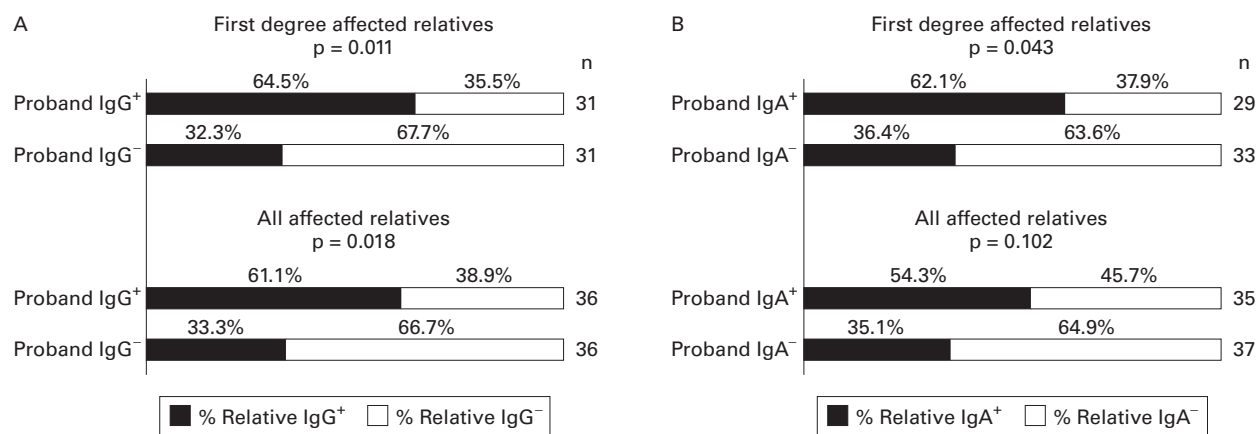 A
First degree affected relatives
p = 0.011
n
64.5% 35.5%
Proband IgG⁺ 31
32.3% 67.7%
Proband IgG⁻ 31
All affected relatives
p = 0.018
61.1% 38.9%
Proband IgG⁺ 36
33.3% 66.7%
Proband IgG⁻ 36
% Relative IgG⁺ % Relative IgG⁻
B
First degree affected relatives
p = 0.043
n
62.1% 37.9%
Proband IgA⁺ 29
36.4% 63.6%
Proband IgA⁻ 33
All affected relatives
p = 0.102
54.3% 45.7%
Proband IgA⁺ 35
35.1% 64.9%
Proband IgA⁻ 37
% Relative IgA⁺ % Relative IgA⁻